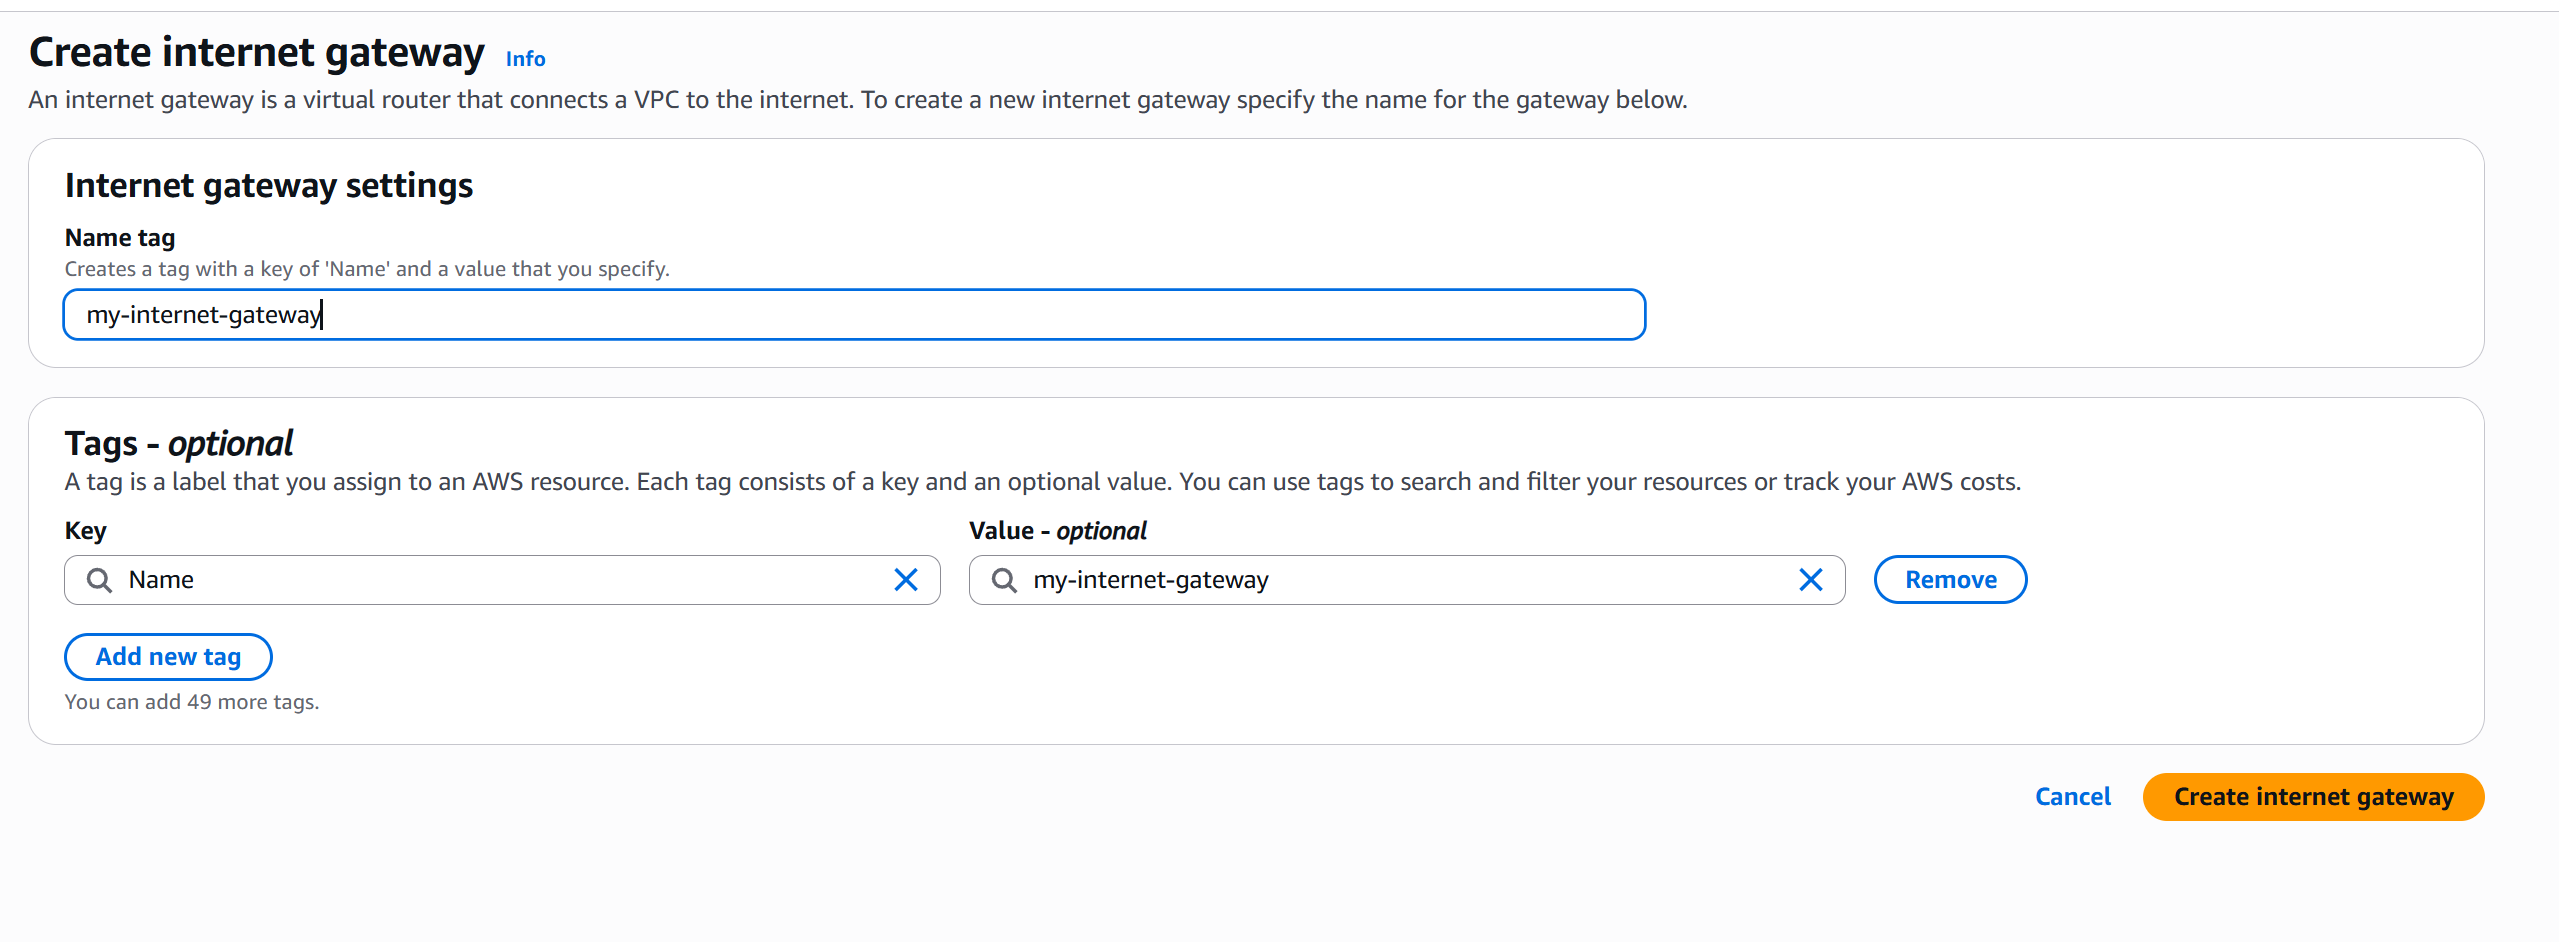 Create internet gateway Info
An internet gateway is a virtual router that connects a VPC to the internet. To create a new internet gateway specify the name for the gateway below.
Internet gateway settings
Name tag
Creates a tag with a key of 'Name' and a value that you specify.
my-internet-gateway
Tags - optional
A tag is a label that you assign to an AWS resource. Each tag consists of a key and an optional value. You can use tags to search and filter your resources or track your AWS costs.
Key Value - optional
Name my-internet-gateway Remove
Add new tag
You can add 49 more tags.
Cancel Create internet gateway